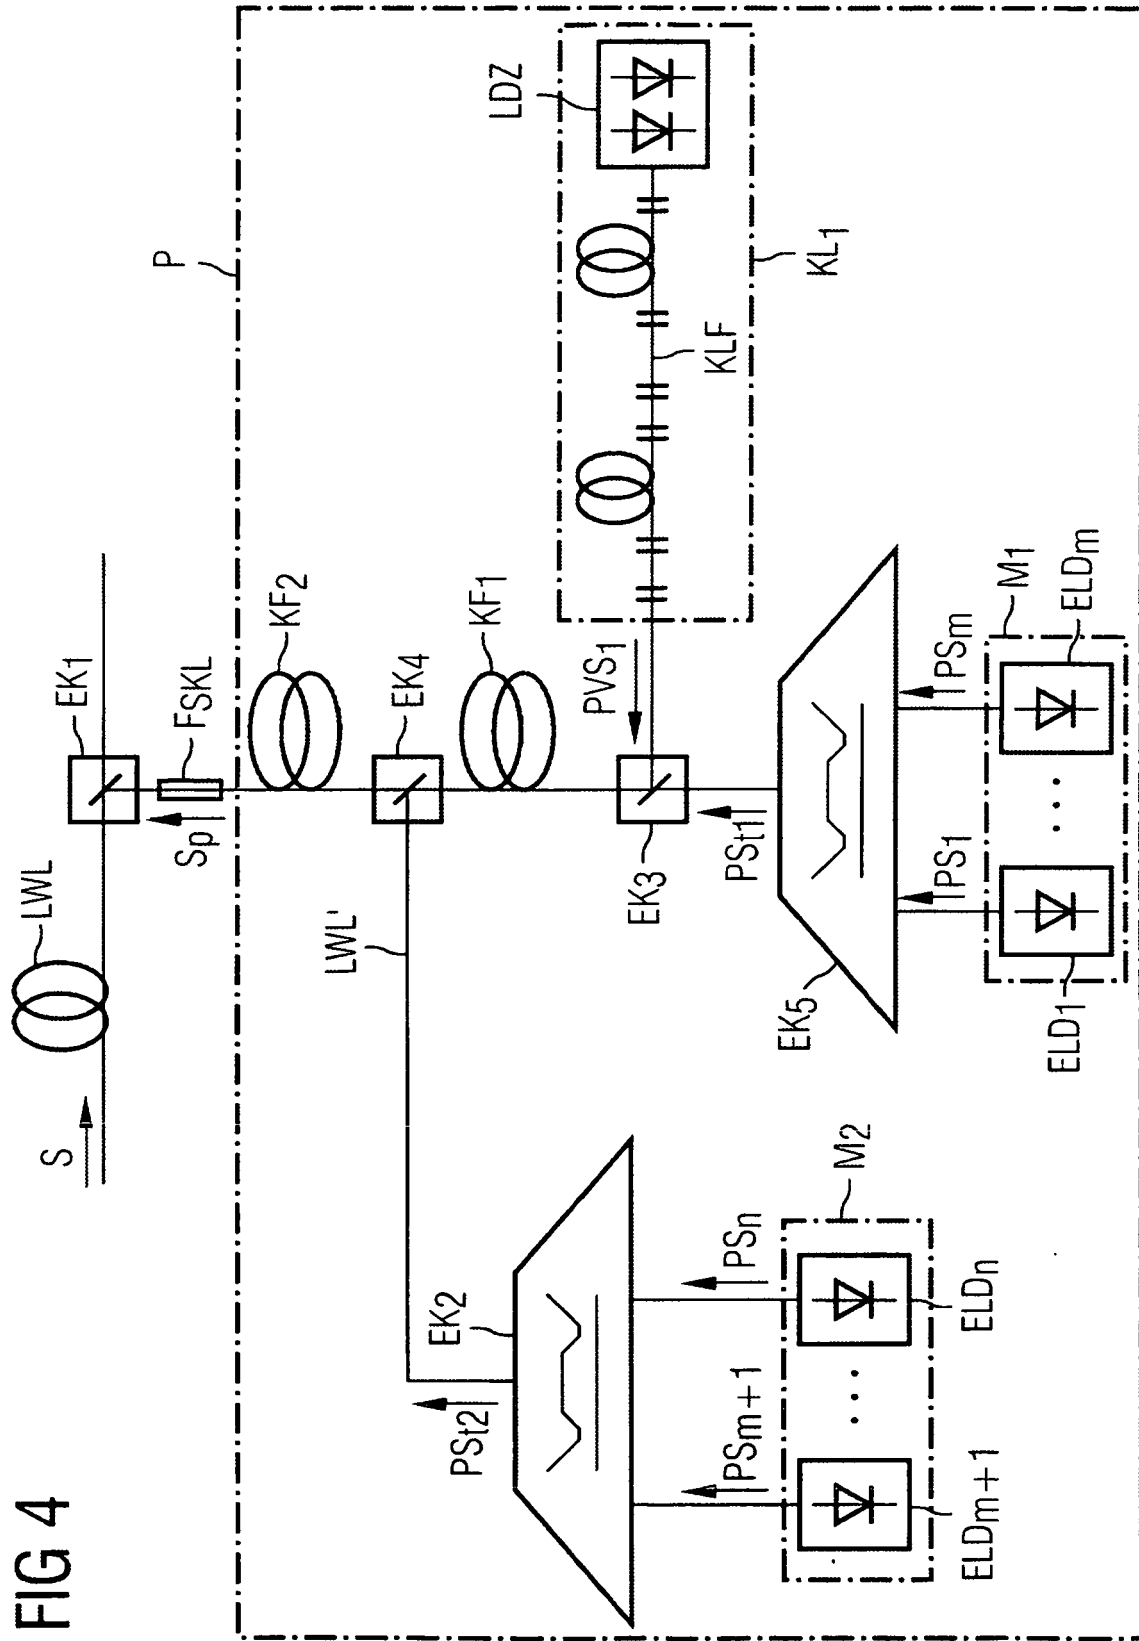 FIG 4
S
LWL
EK1
FSKL
Sp
P
KF2
EK4
KF1
LWL'
PVS1
EK3
PSt1
LDZ
KLF
KL1
EK2
PSt2
EK5
PSm+1
PSn
M2
ELDm+1
ELDn
PS1
PSm
M1
ELD1
ELDm